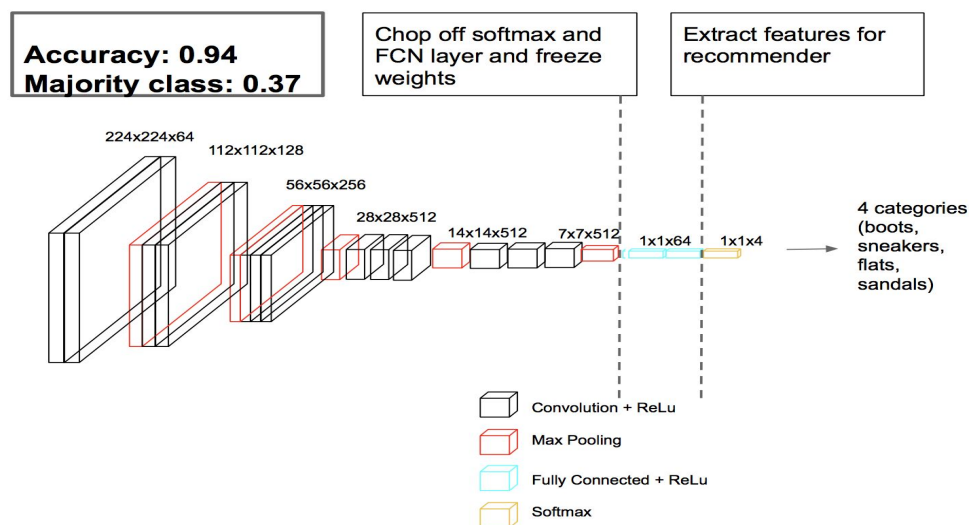 Accuracy: 0.94
Majority class: 0.37
Chop off softmax and
FCN layer and freeze
weights
Extract features for
recommender
224x224x64
112x112x128
56x56x256
28x28x512
14x14x512
7x7x512
1x1x64
1x1x4
4 categories
(boots,
sneakers,
flats,
sandals)
Convolution + ReLu
Max Pooling
Fully Connected + ReLu
Softmax